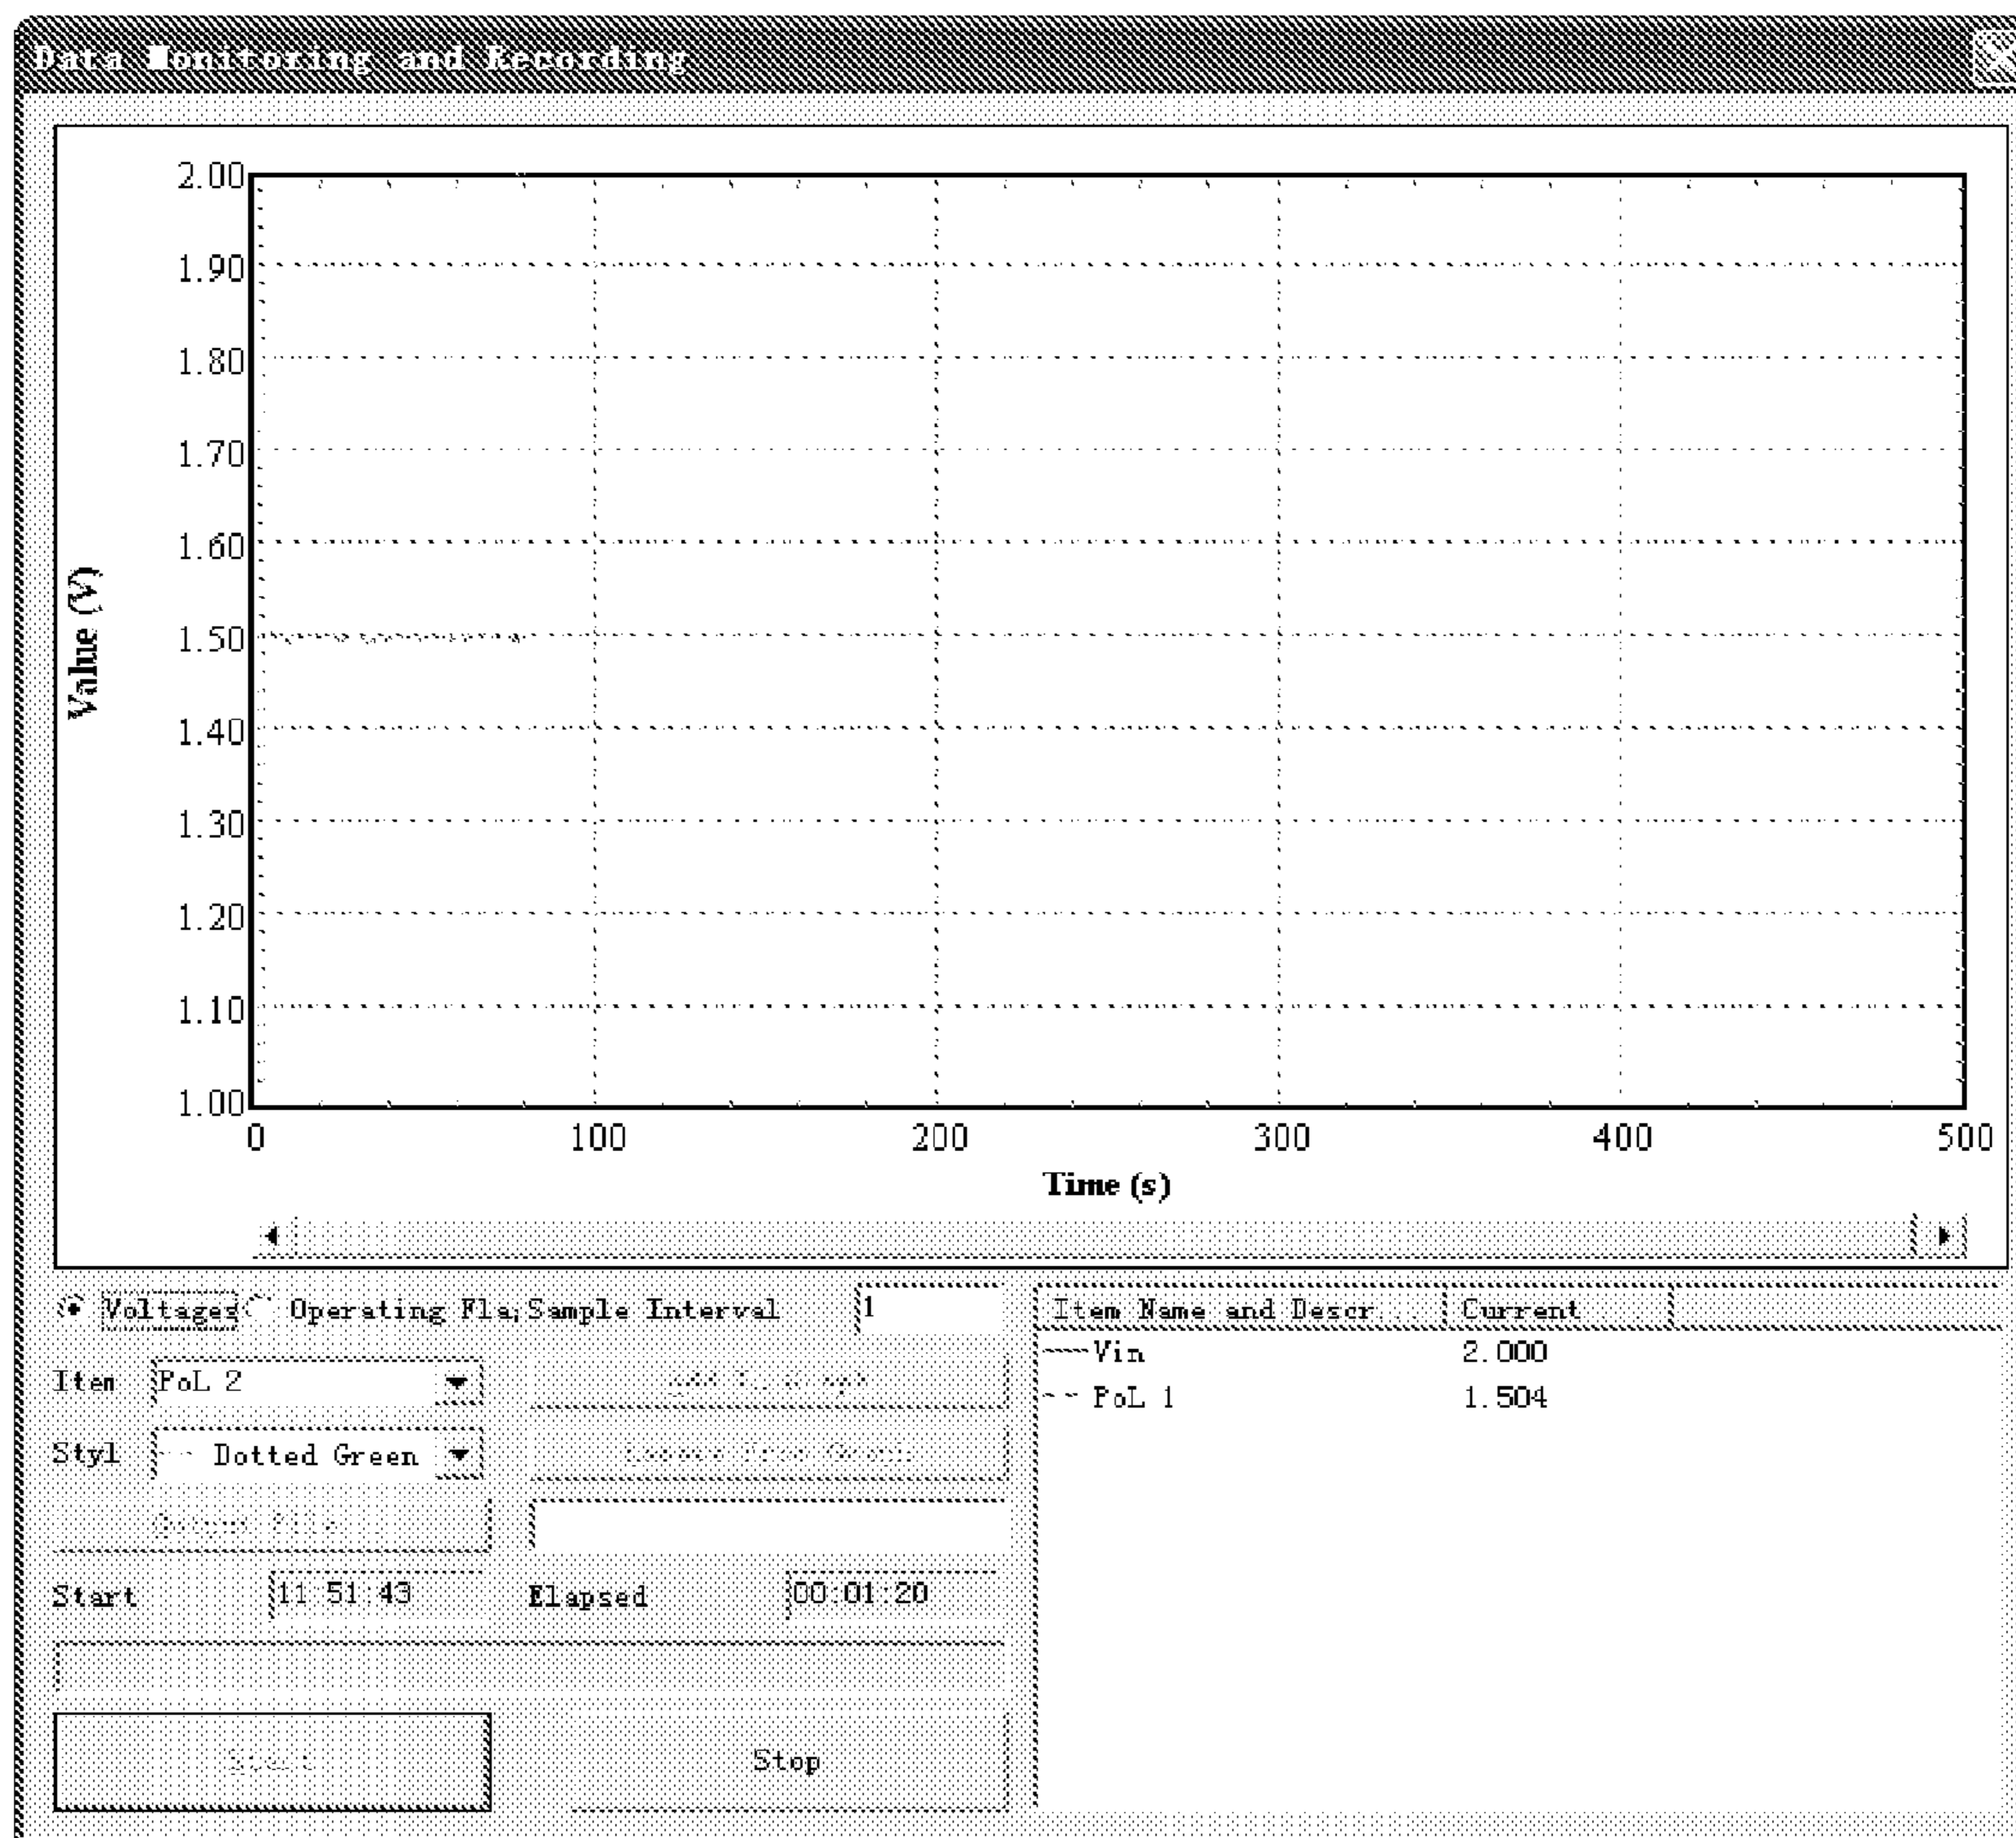 Data Monitoring and Recording
2.00
1.90
1.80
1.70
1.60
1.50
1.40
1.30
1.20
1.10
1.00
Value (V)
0 100 200 300 400 500
Time (s)
Voltages Operating Fla; Sample Interval 1
Item PoL 2
Styl Dotted Green
Start 11:51:43 Elapsed 00:01:20
Start Stop
Item Name and Descr... Current
Vin 2.000
PoL 1 1.504